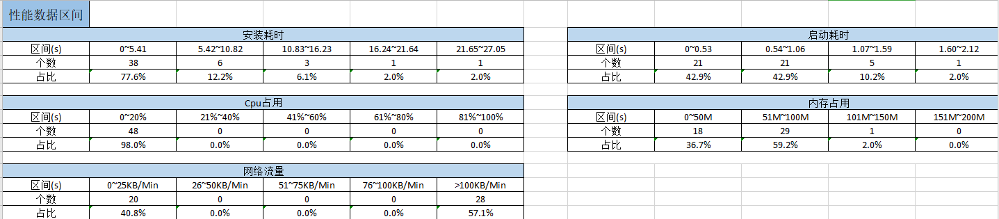 性能数据区间
安装耗时
区间(s) 0~5.41 5.42~10.82 10.83~16.23 16.24~21.64 21.65~27.05
个数 38 6 3 1 1
占比 77.6% 12.2% 6.1% 2.0% 2.0%
启动耗时
区间(s) 0~0.53 0.54~1.06 1.07~1.59 1.60~2.12
个数 21 21 5 1
占比 42.9% 42.9% 10.2% 2.0%
Cpu占用
区间(s) 0~20% 21%~40% 41%~60% 61%~80% 81%~100%
个数 48 0 0 0 0
占比 98.0% 0.0% 0.0% 0.0% 0.0%
内存占用
区间(s) 0~50M 51M~100M 101M~150M 151M~200M
个数 18 29 1 0
占比 36.7% 59.2% 2.0% 0.0%
网络流量
区间(s) 0~25KB/Min 26~50KB/Min 51~75KB/Min 76~100KB/Min >100KB/Min
个数 20 0 0 0 28
占比 40.8% 0.0% 0.0% 0.0% 57.1%